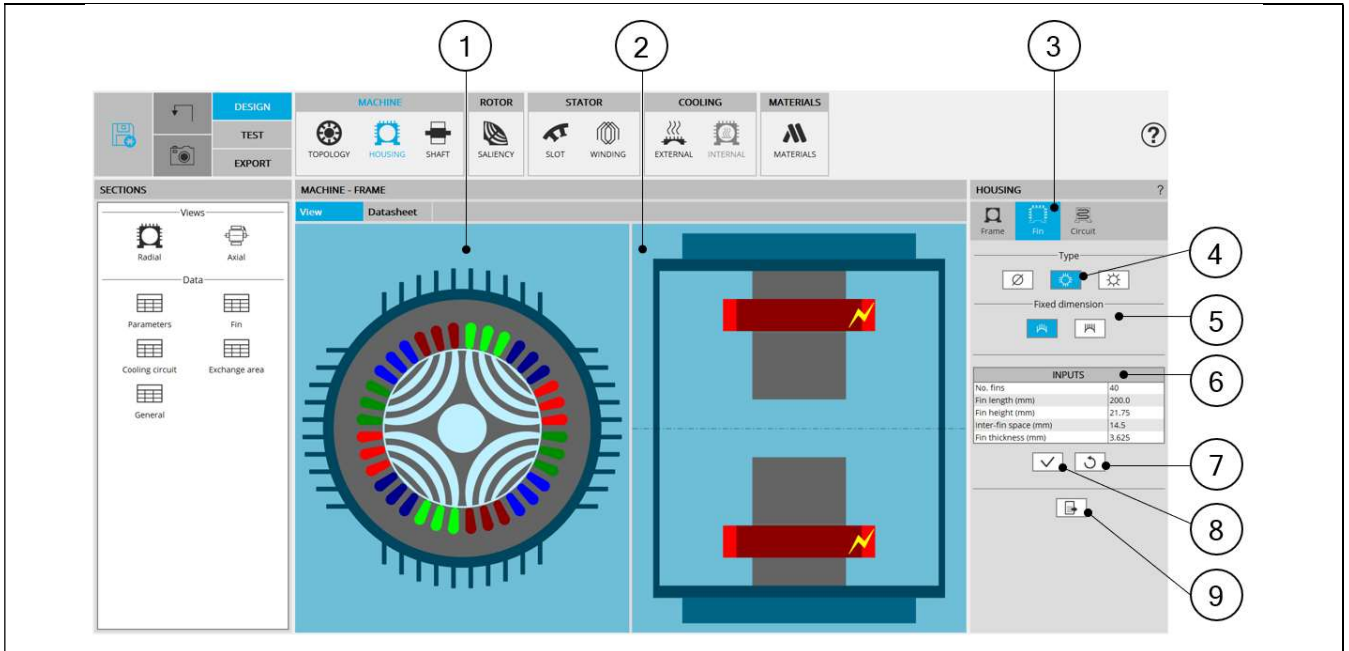 1
2
3
DESIGN
TEST
EXPORT
MACHINE
ROTOR
STATOR
COOLING
MATERIALS
TOPOLOGY
HOUSING
SHAFT
SALIENCY
SLOT
WINDING
EXTERNAL
INTERNAL
MATERIALS
?
SECTIONS
Views
Radial
Axial
Data
Parameters
Fin
Cooling circuit
Exchange area
General
MACHINE - FRAME
View
Datasheet
HOUSING
?
Frame
Fin
Circuit
Type
4
Fixed dimension
5
INPUTS
6
No. fins 40
Fin length (mm) 200.0
Fin height (mm) 21.75
Inter-fin space (mm) 14.5
Fin thickness (mm) 3.625
7
8
9